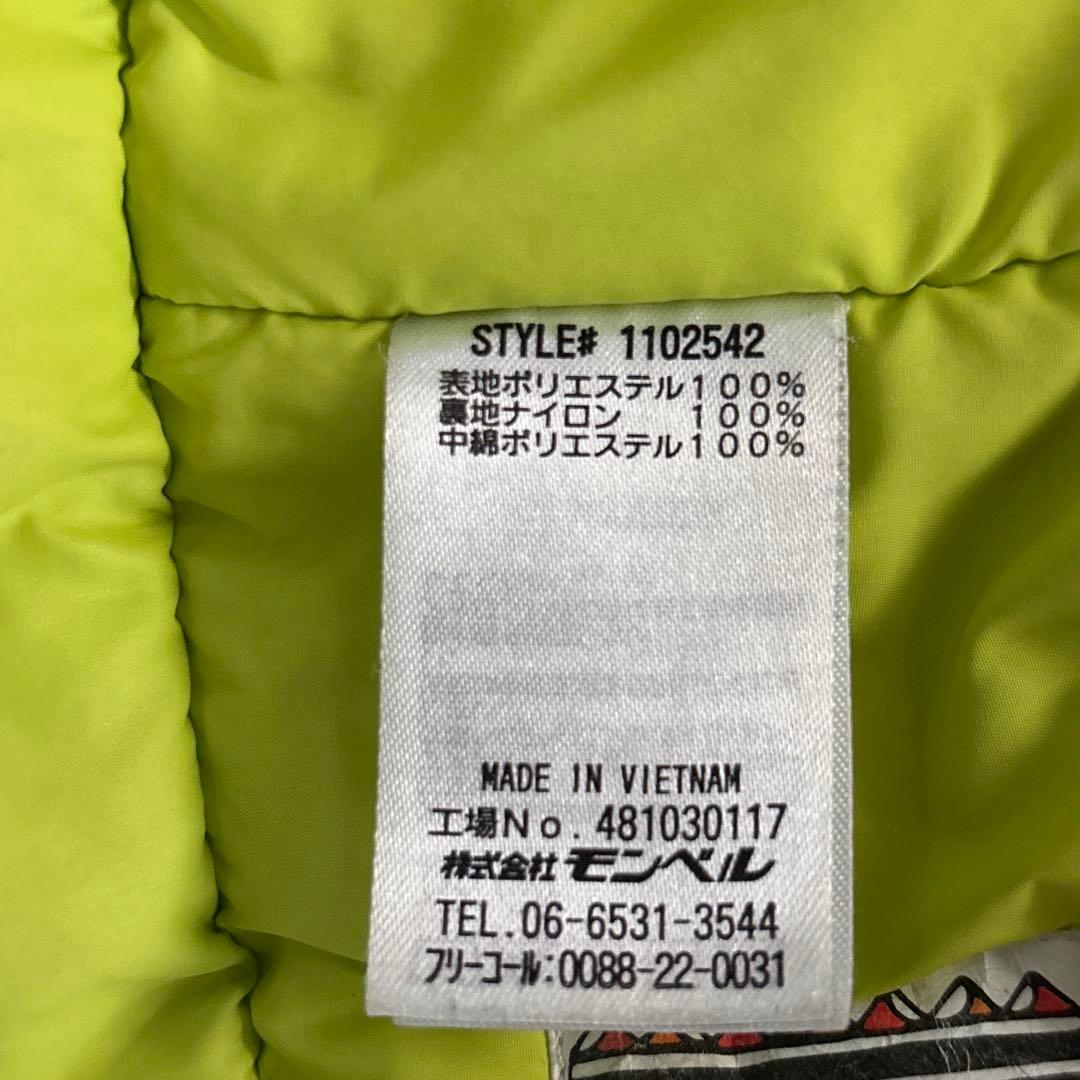 STYLE# 1102542
表地ポリエステル100%
裏地ナイロン 100%
中綿ポリエステル100%
MADE IN VIETNAM
工場No. 481030117
株式会社 モンベル
TEL.06-6531-3544
フリーコール:0088-22-0031